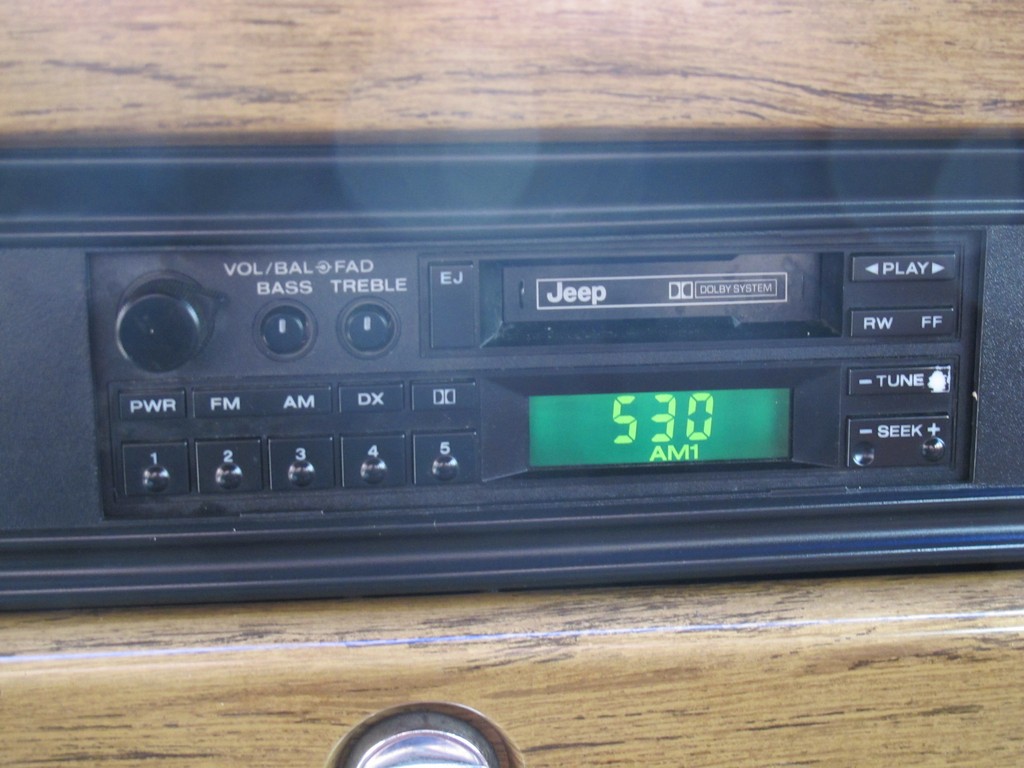 VOL/BAL FAD
BASS TREBLE
EJ
Jeep DOLBY SYSTEM
◄PLAY►
RW FF
PWR FM AM DX
- TUNE
530
AM1
- SEEK +
1 2 3 4 5